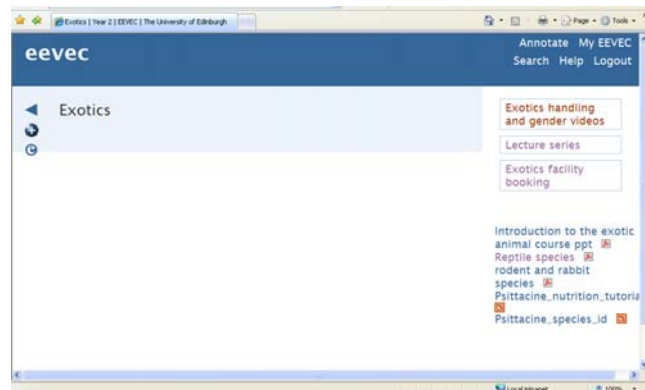 Exotics | Year 2 | EEVEC | The University of Edinburgh
Page
Tools
eevec
Annotate My EEVEC
Search Help Logout
Exotics
Exotics handling
and gender videos
Lecture series
Exotics facility
booking
Introduction to the exotic
animal course ppt
Reptile species
rodent and rabbit
species
Psittacine_nutrition_tutoria
Psittacine_species_id
Local intranet
100%